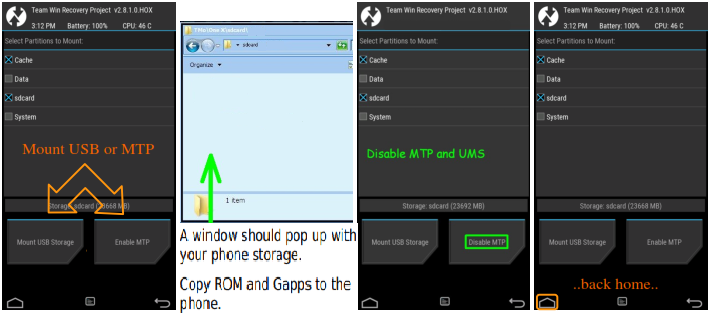 Team Win Recovery Project v2.8.1.0.HOX
3:12 PM Battery: 100% CPU: 46 C
Select Partitions to Mount:
Cache
Data
sdcard
System
Mount USB or MTP
Storage: sdcard (23668 MB)
Mount USB Storage
Enable MTP
sdcard
Organize
1 item
A window should pop up with
your phone storage.
Copy ROM and Gapps to the
phone.
Team Win Recovery Project v2.8.1.0.HOX
3:12 PM Battery: 100% CPU: 46 C
Select Partitions to Mount:
Cache
Data
sdcard
System
Disable MTP and UMS
Storage: sdcard (23692 MB)
Mount USB Storage
Disable MTP
Team Win Recovery Project v2.8.1.0.HOX
3:12 PM Battery: 100% CPU: 46 C
Select Partitions to Mount:
Cache
Data
sdcard
System
Storage: sdcard (23668 MB)
Mount USB Storage
Enable MTP
..back home..